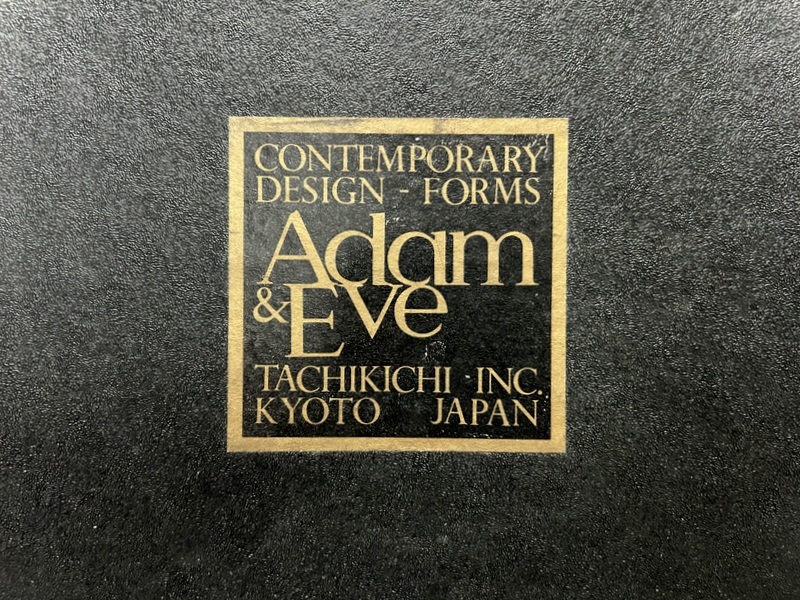 CONTEMPORARY
DESIGN - FORMS
Adam
& Eve
TACHIKICHI INC.
KYOTO JAPAN